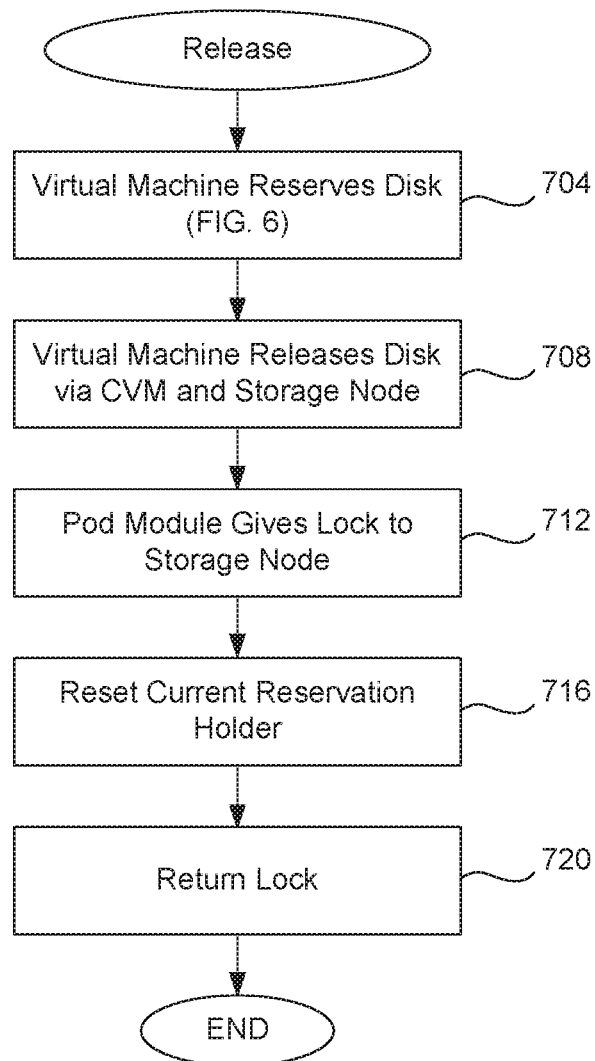 Release
Virtual Machine Reserves Disk
(FIG. 6)
704
Virtual Machine Releases Disk
via CVM and Storage Node
708
Pod Module Gives Lock to
Storage Node
712
Reset Current Reservation
Holder
716
Return Lock
720
END